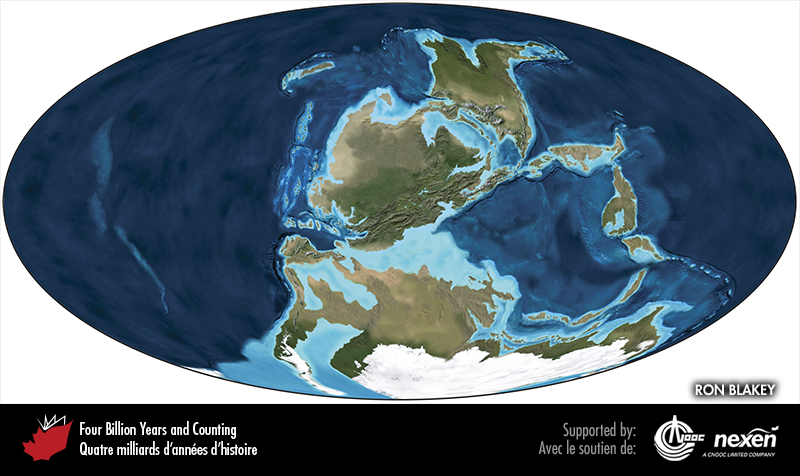 RON BLAKEY
Four Billion Years and Counting
Quatre milliards d'années d'histoire
Supported by:
Avec le soutien de:
CNOOC
nexen
A CNOOC LIMITED COMPANY